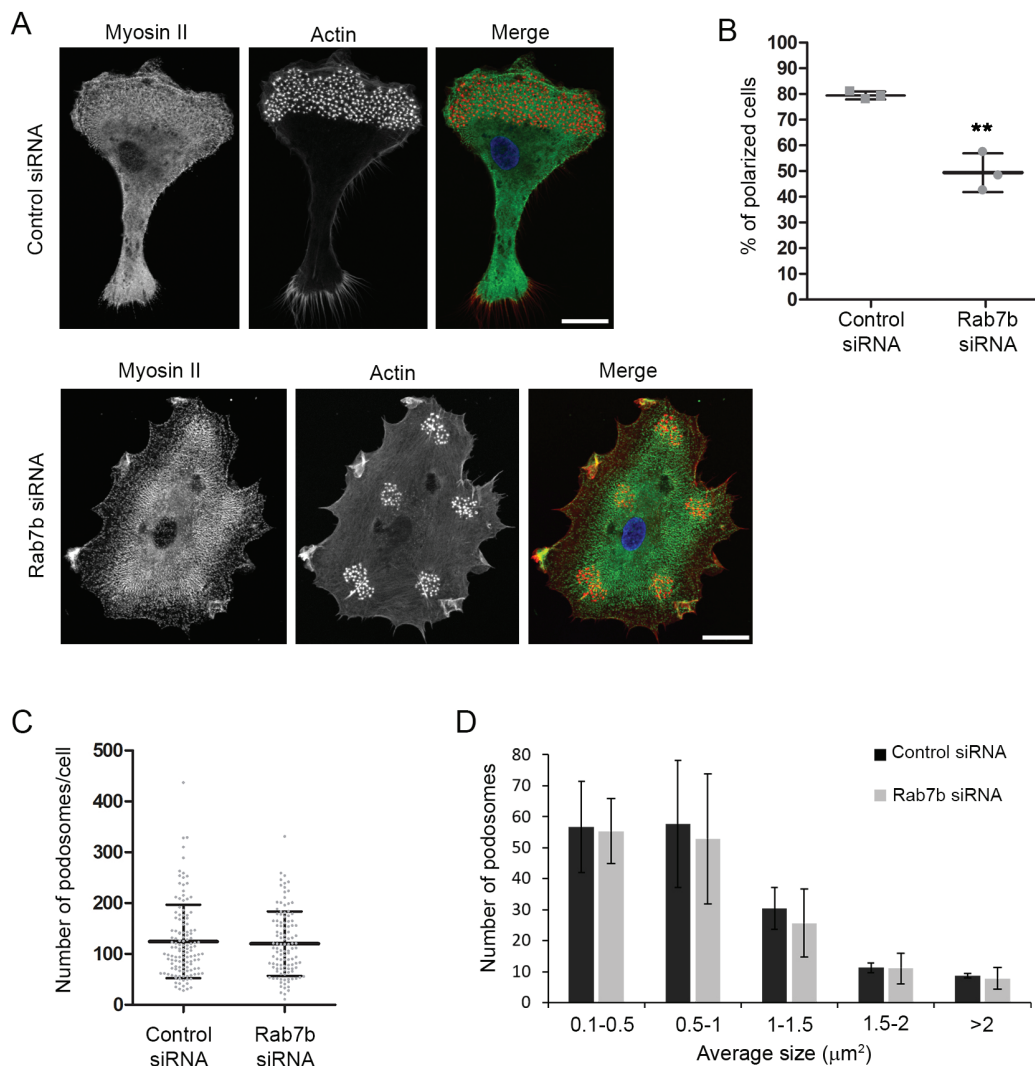 A
Myosin II Actin Merge
Control siRNA
Myosin II Actin Merge
Rab7b siRNA
B
% of polarized cells
100
90
80
70
60
50
40
30
20
10
0
**
Control siRNA
Rab7b siRNA
C
Number of podosomes/cell
500
400
300
200
100
0
Control siRNA
Rab7b siRNA
D
Number of podosomes
80
70
60
50
40
30
20
10
0
Control siRNA
Rab7b siRNA
0.1-0.5 0.5-1 1-1.5 1.5-2 >2
Average size (μm²)